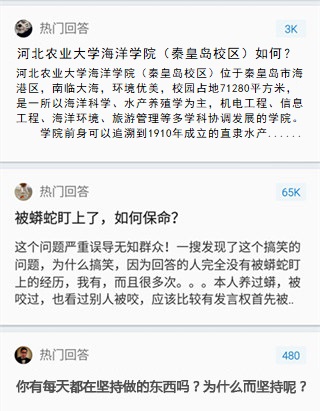 热门回答
3K
河北农业大学海洋学院（秦皇岛校区）如何？
河北农业大学海洋学院（秦皇岛校区）位于秦皇岛市海
港区，南临大海，环境优美，校园占地71280平方米，
是一所以海洋科学、水产养殖学为主，机电工程、信息
工程、海洋环境、旅游管理等多学科协调发展的学院。
学院前身可以追溯到1910年成立的直隶水产......
热门回答
65K
被蟒蛇盯上了，如何保命？
这个问题严重误导无知群众！一搜发现了这个搞笑的
问题，为什么搞笑，因为回答的人完全没有被蟒蛇盯
上的经历，我有，而且很多次。。。本人养过蟒，被
咬过，也看过别人被咬，应该比较有发言权首先被..
热门回答
480
你有每天都在坚持做的东西吗？为什么而坚持呢？